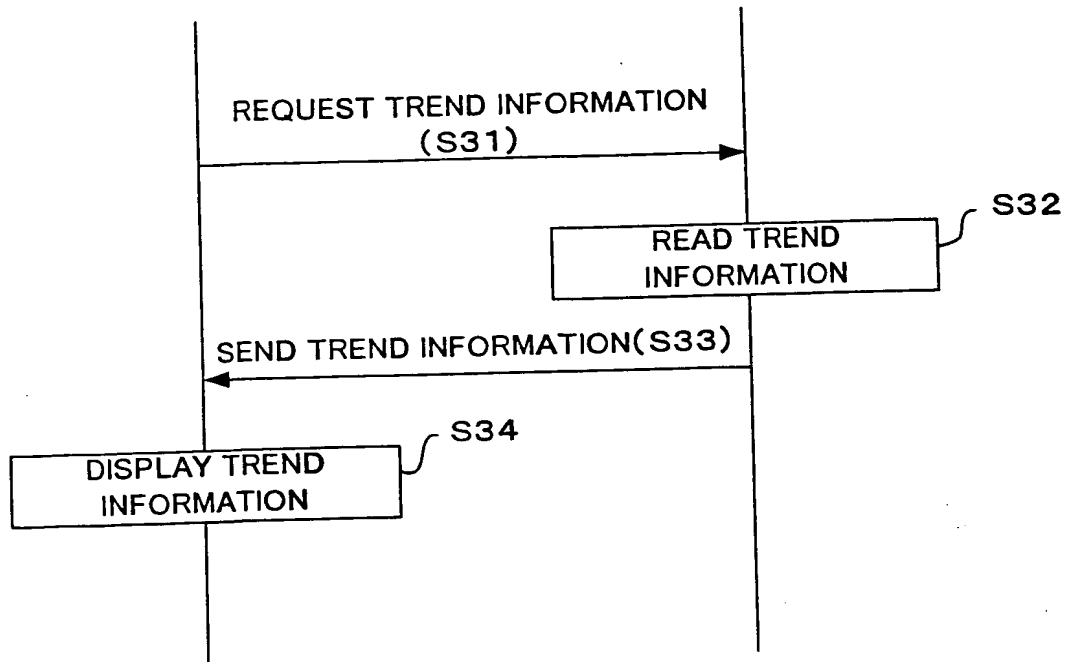 REQUEST TREND INFORMATION
(S31)
S32
READ TREND
INFORMATION
SEND TREND INFORMATION(S33)
S34
DISPLAY TREND
INFORMATION